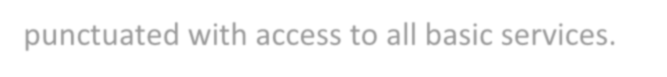 punctuated with access to all basic services.